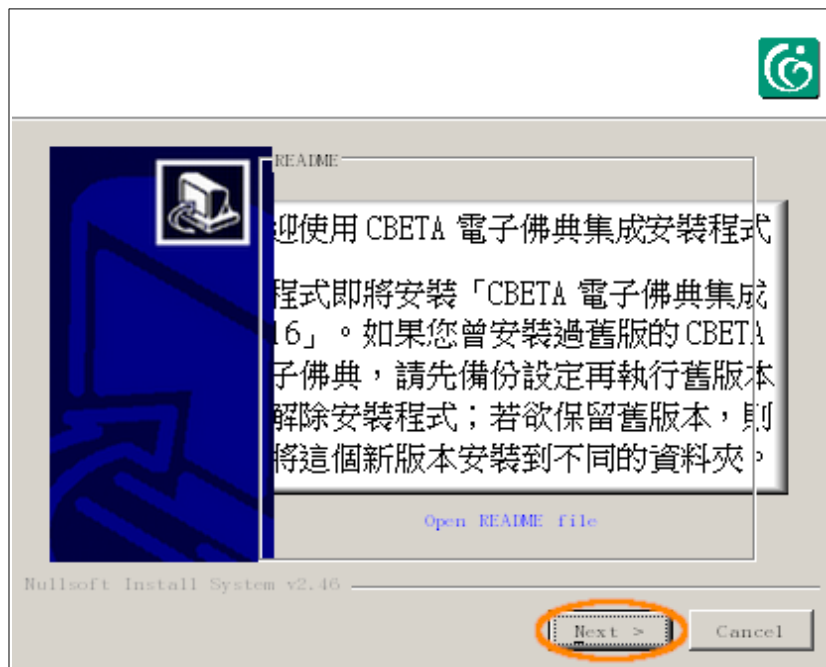 README
迎使用 CBETA 電子佛典集成安裝程式
程式即將安裝「CBETA 電子佛典集成
16」。如果您曾安裝過舊版的 CBETA
子佛典，請先備份設定再執行舊版本
解除安裝程式；若欲保留舊版本，則
將這個新版本安裝到不同的資料夾。
Open README file
Nullsoft Install System v2.46
Next >
Cancel